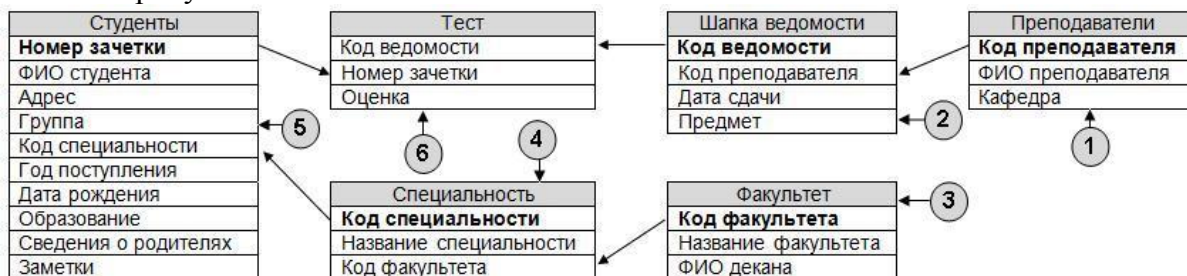 Студенты
Номер зачетки
ФИО студента
Адрес
Группа
Код специальности
Год поступления
Дата рождения
Образование
Сведения о родителях
Заметки
Тест
Код ведомости
Номер зачетки
Оценка
Шапка ведомости
Код ведомости
Код преподавателя
Дата сдачи
Предмет
Преподаватели
Код преподавателя
ФИО преподавателя
Кафедра
5
6
4
2
1
Специальность
Код специальности
Название специальности
Код факультета
Факультет
Код факультета
Название факультета
ФИО декана
3